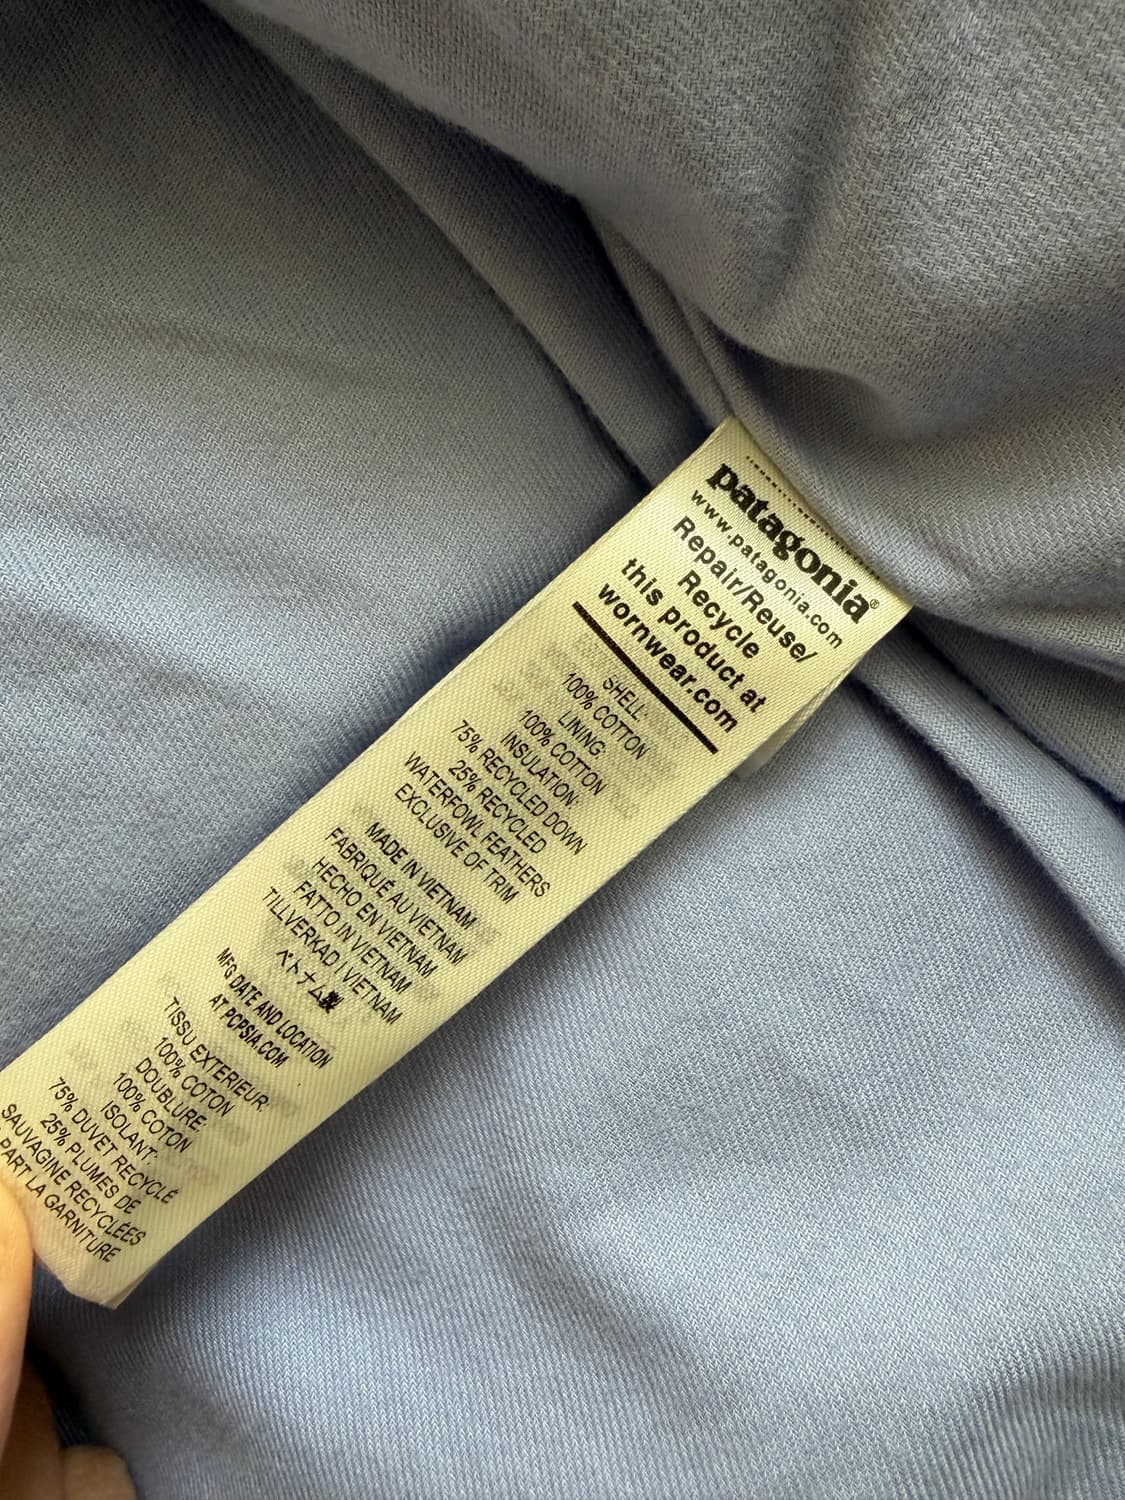 patagonia®
www.patagonia.com
Repair/Reuse/
Recycle
this product at
wornwear.com
SHELL:
100% COTTON
LINING:
100% COTTON
INSULATION:
75% RECYCLED DOWN
25% RECYCLED
WATERFOWL FEATHERS
EXCLUSIVE OF TRIM
MADE IN VIETNAM
FABRIQUÉ AU VIETNAM
HECHO EN VIETNAM
FATTO IN VIETNAM
TILLVERKAD I VIETNAM
ベトナム製
MFG DATE AND LOCATION
AT PCPSIA.COM
TISSU EXTERIEUR:
100% COTON
DOUBLURE:
100% COTON
ISOLANT:
75% DUVET RECYCLÉ
25% PLUMES DE
SAUVAGINE RECYCLÉES
PART LA GARNITURE